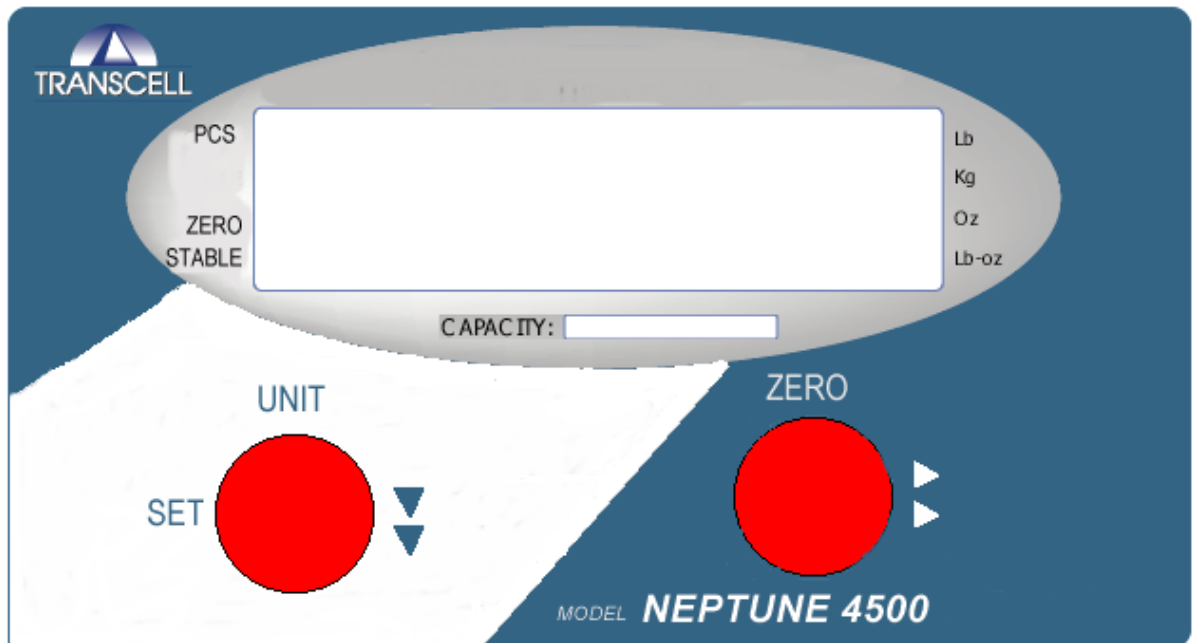 TRANSCELL
PCS
Lb
Kg
ZERO
Oz
STABLE
Lb-oz
CAPACITY:
UNIT
ZERO
SET
MODEL NEPTUNE 4500